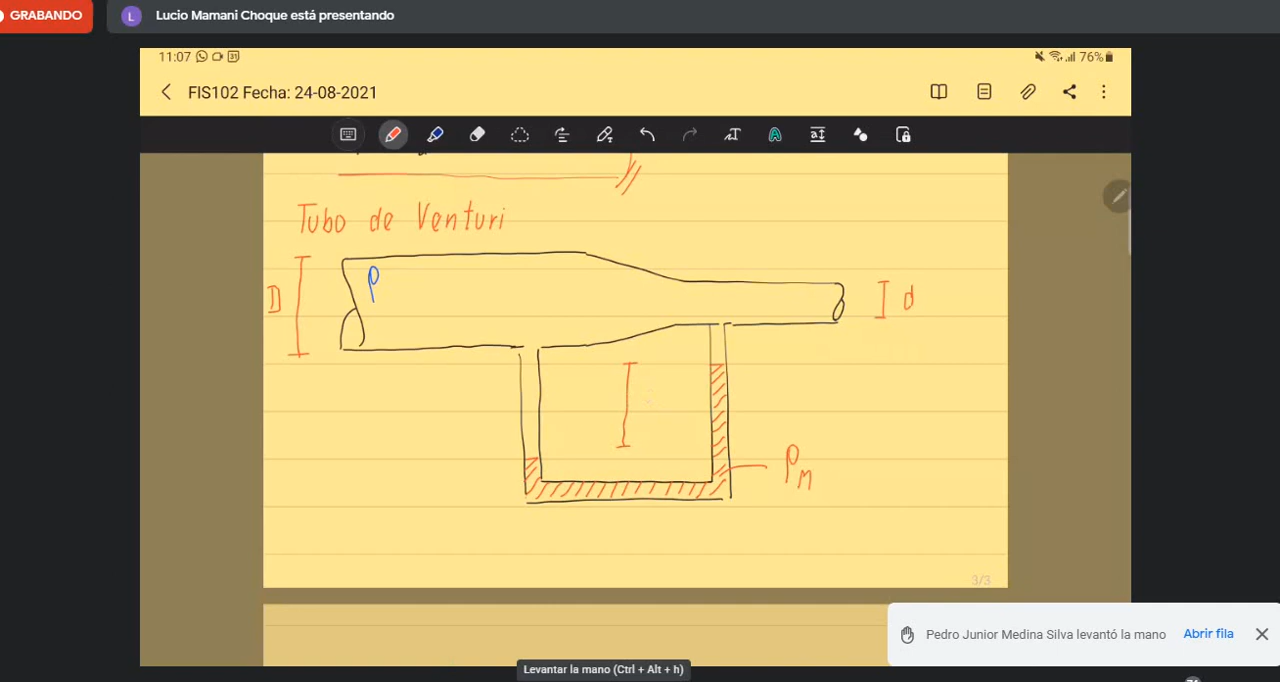 GRABANDO
L Lucio Mamani Choque está presentando
11:07 31 76%
FIS102 Fecha: 24-08-2021
Tubo de Venturi
D
ρ
d
ρM
3/3
Pedro Junior Medina Silva levantó la mano Abrir fila
Levantar la mano (Ctrl + Alt + h)